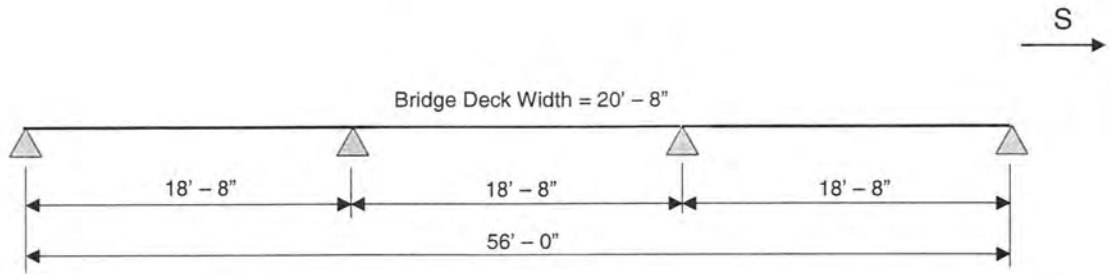 S
Bridge Deck Width = 20’ – 8”
18’ – 8”
18’ – 8”
18’ – 8”
56’ – 0”